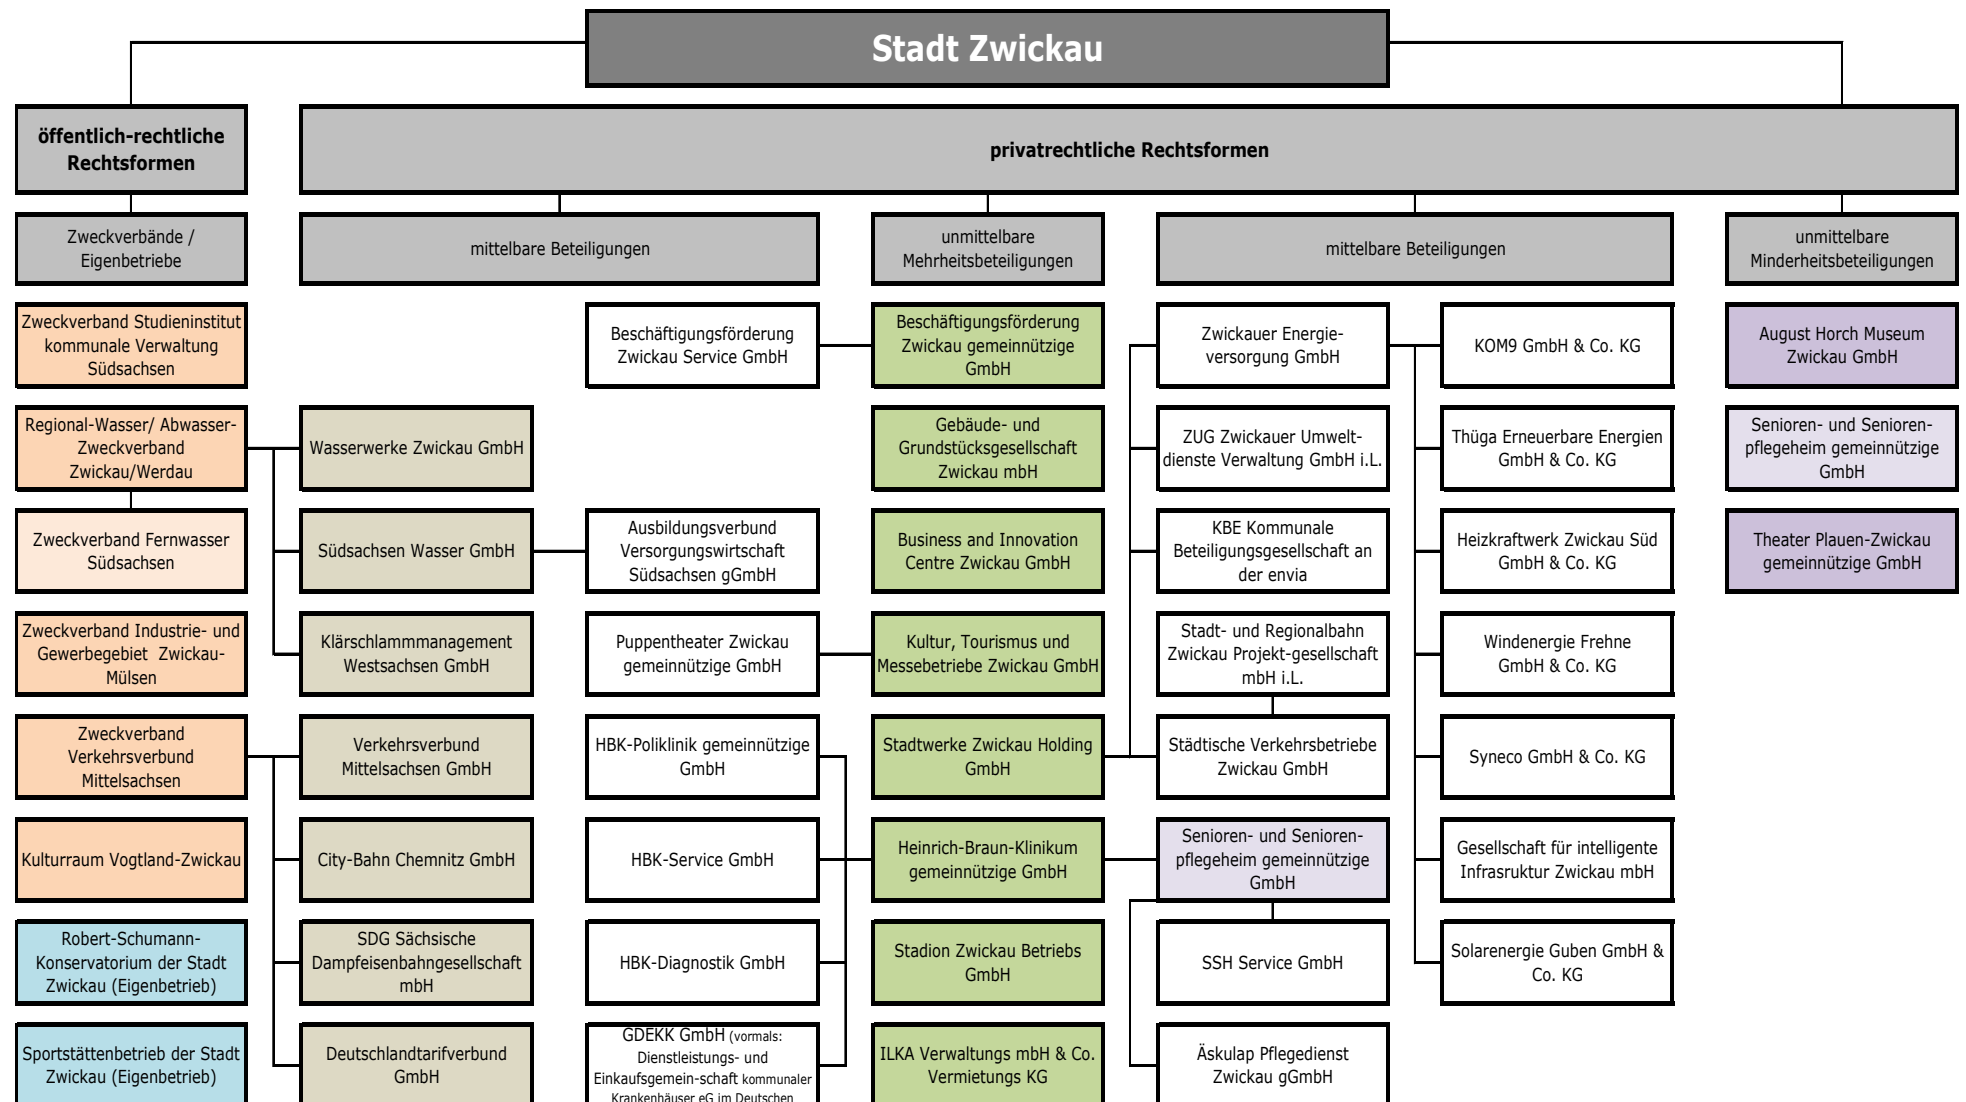 Stadt Zwickau
öffentlich-rechtliche
Rechtsformen
privatrechtliche Rechtsformen
Zweckverbände /
Eigenbetriebe
mittelbare Beteiligungen
unmittelbare
Mehrheitsbeteiligungen
mittelbare Beteiligungen
unmittelbare
Minderheitsbeteiligungen
Zweckverband Studieninstitut
kommunale Verwaltung
Südsachsen
Beschäftigungsförderung
Zwickau Service GmbH
Beschäftigungsförderung
Zwickau gemeinnützige
GmbH
Zwickauer Energie-
versorgung GmbH
KOM9 GmbH & Co. KG
August Horch Museum
Zwickau GmbH
Regional-Wasser/ Abwasser-
Zweckverband
Zwickau/Werdau
Wasserwerke Zwickau GmbH
Gebäude- und
Grundstücksgesellschaft
Zwickau mbH
ZUG Zwickauer Umwelt-
dienste Verwaltung GmbH i.L.
Thüga Erneuerbare Energien
GmbH & Co. KG
Senioren- und Senioren-
pflegeheim gemeinnützige
GmbH
Zweckverband Fernwasser
Südsachsen
Südsachsen Wasser GmbH
Ausbildungsverbund
Versorgungswirtschaft
Südsachsen gGmbH
Business and Innovation
Centre Zwickau GmbH
KBE Kommunale
Beteiligungsgesellschaft an
der envia
Heizkraftwerk Zwickau Süd
GmbH & Co. KG
Theater Plauen-Zwickau
gemeinnützige GmbH
Zweckverband Industrie- und
Gewerbegebiet Zwickau-
Mülsen
Klärschlammmanagement
Westsachsen GmbH
Puppentheater Zwickau
gemeinnützige GmbH
Kultur, Tourismus und
Messebetriebe Zwickau GmbH
Stadt- und Regionalbahn
Zwickau Projekt-gesellschaft
mbH i.L.
Windenergie Frehne
GmbH & Co. KG
Zweckverband
Verkehrsverbund
Mittelsachsen
Verkehrsverbund
Mittelsachsen GmbH
HBK-Poliklinik gemeinnützige
GmbH
Stadtwerke Zwickau Holding
GmbH
Städtische Verkehrsbetriebe
Zwickau GmbH
Syneco GmbH & Co. KG
Kulturraum Vogtland-Zwickau
City-Bahn Chemnitz GmbH
HBK-Service GmbH
Heinrich-Braun-Klinikum
gemeinnützige GmbH
Senioren- und Senioren-
pflegeheim gemeinnützige
GmbH
Gesellschaft für intelligente
Infrasruktur Zwickau mbH
Robert-Schumann-
Konservatorium der Stadt
Zwickau (Eigenbetrieb)
SDG Sächsische
Dampfeisenbahngesellschaft
mbH
HBK-Diagnostik GmbH
Stadion Zwickau Betriebs
GmbH
SSH Service GmbH
Solarenergie Guben GmbH &
Co. KG
Sportstättenbetrieb der Stadt
Zwickau (Eigenbetrieb)
Deutschlandtarifverbund
GmbH
GDEKK GmbH (vormals:
Dienstleistungs- und
Einkaufsgemein-schaft kommunaler
Krankenhäuser eG im Deutschen
ILKA Verwaltungs mbH & Co.
Vermietungs KG
Äskulap Pflegedienst
Zwickau gGmbH